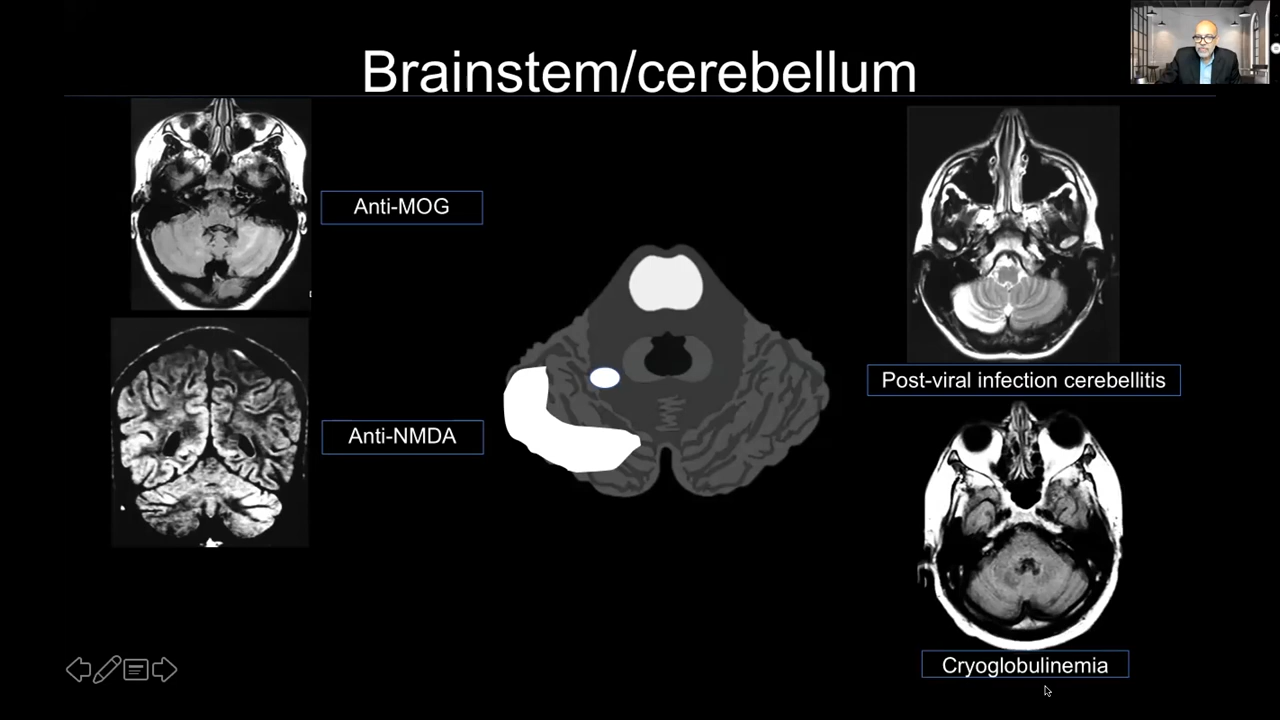 Brainstem/cerebellum
Anti-MOG
Anti-NMDA
Post-viral infection cerebellitis
Cryoglobulinemia